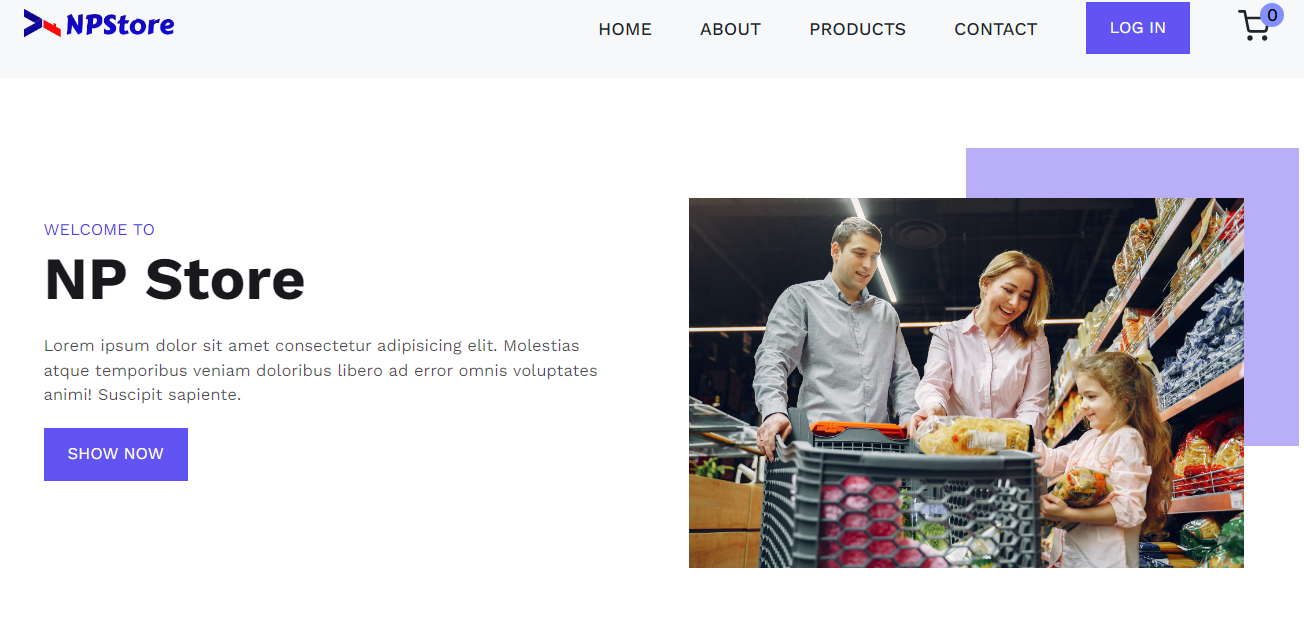 NPStore
HOME ABOUT PRODUCTS CONTACT LOG IN 0
WELCOME TO
NP Store
Lorem ipsum dolor sit amet consectetur adipisicing elit. Molestias
atque temporibus veniam doloribus libero ad error omnis voluptates
animi! Suscipit sapiente.
SHOW NOW